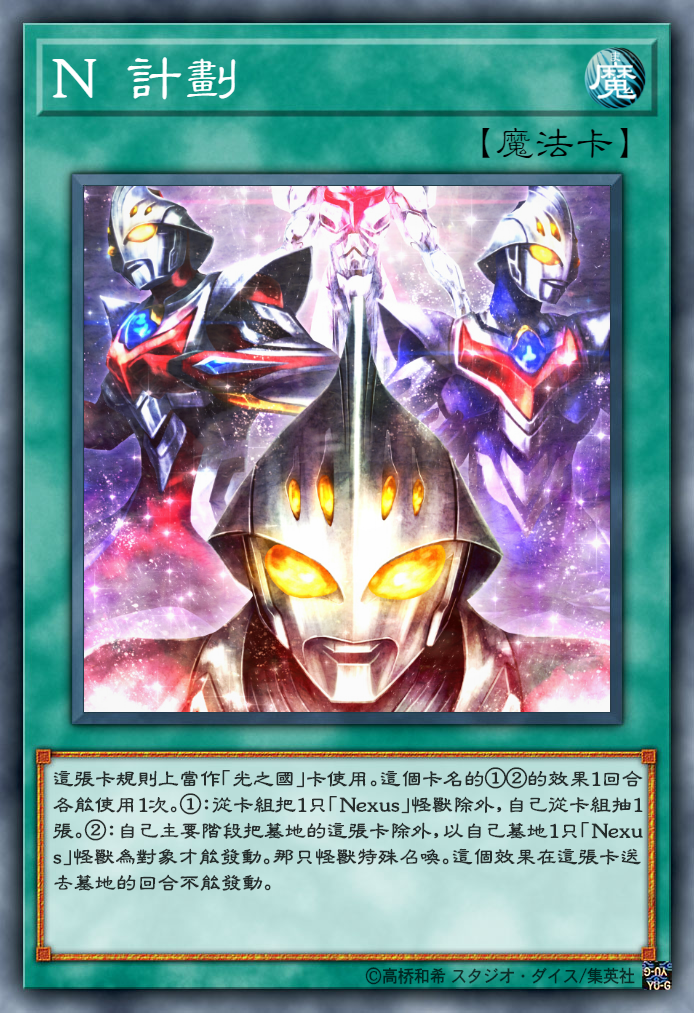 N 計劃
魔
【魔法卡】
這張卡規則上當作「光之國」卡使用。這個卡名的①②的效果1回合
各能使用1次。①：從卡組把1只「Nexus」怪獸除外，自己從卡組抽1
張。②：自己主要階段把墓地的這張卡除外，以自己墓地1只「Nexu
s」怪獸為對象才能發動。那只怪獸特殊召喚。這個效果在這張卡送
去墓地的回合不能發動。
©高桥和希 スタジオ・ダイス/集英社